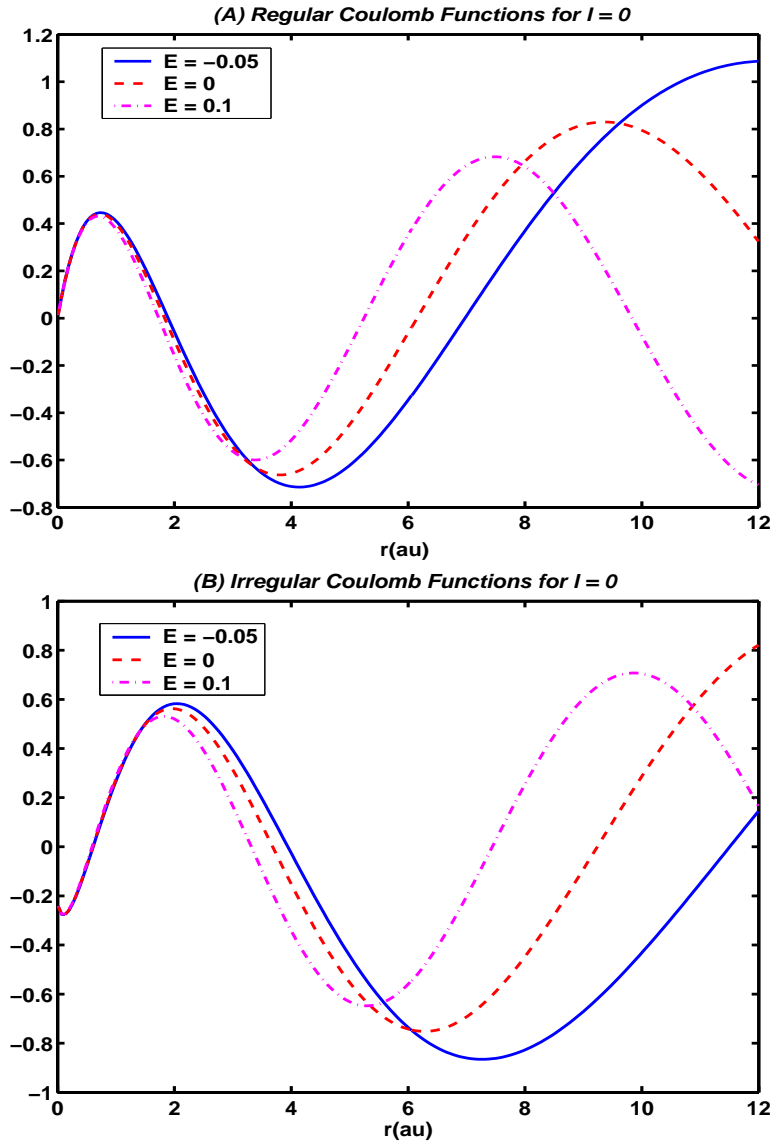 (A) Regular Coulomb Functions for l = 0
1.2
1
0.8
0.6
0.4
0.2
0
−0.2
−0.4
−0.6
−0.8
E = −0.05
E = 0
E = 0.1
0 2 4 6 8 10 12
r(au)
(B) Irregular Coulomb Functions for l = 0
1
0.8
0.6
0.4
0.2
0
−0.2
−0.4
−0.6
−0.8
−1
E = −0.05
E = 0
E = 0.1
0 2 4 6 8 10 12
r(au)